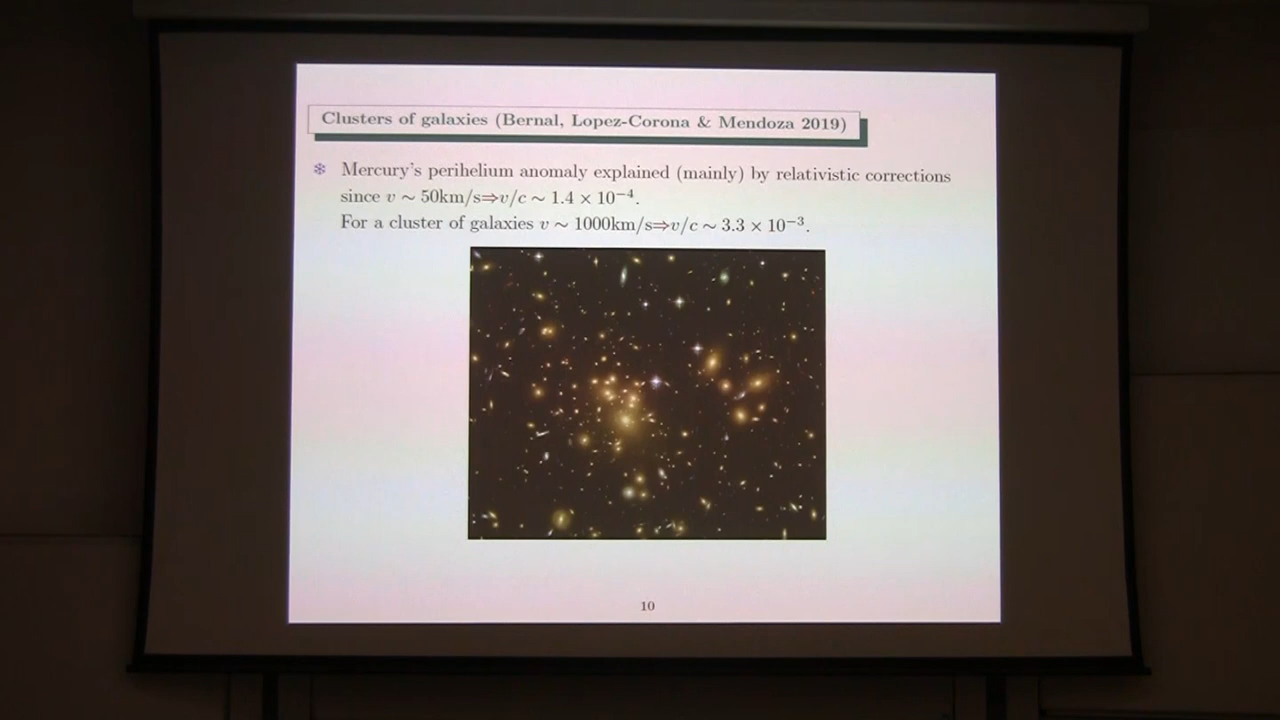 Clusters of galaxies (Bernal, Lopez-Corona & Mendoza 2019)
❄ Mercury's perihelium anomaly explained (mainly) by relativistic corrections
since v ∼ 50km/s⇒v/c ∼ 1.4 × 10⁻⁴.
For a cluster of galaxies v ∼ 1000km/s⇒v/c ∼ 3.3 × 10⁻³.
10